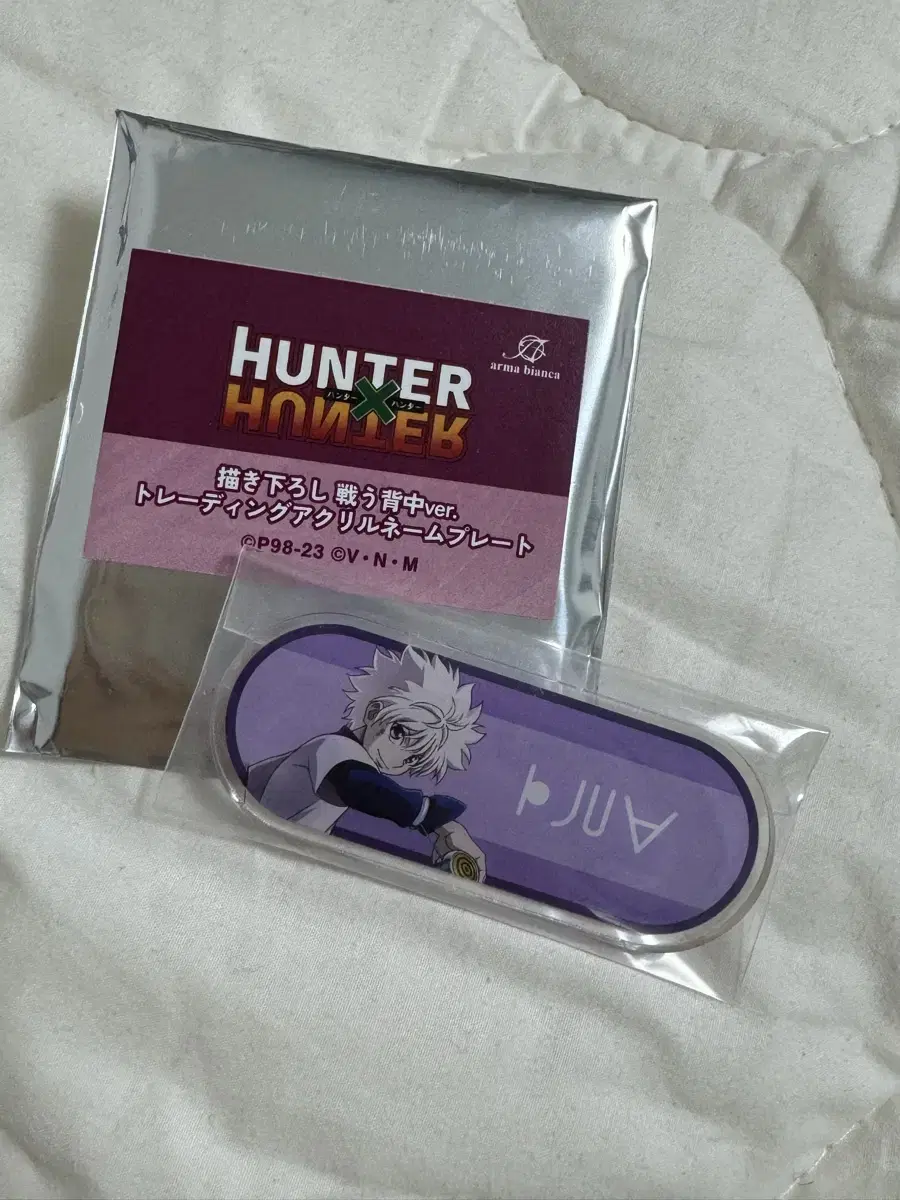 HUNTER
ハンター × ハンター
HUNTER
arma bianca
描き下ろし 戦う背中ver.
トレーディングアクリルネームプレート
©P98-23 ©V・N・M